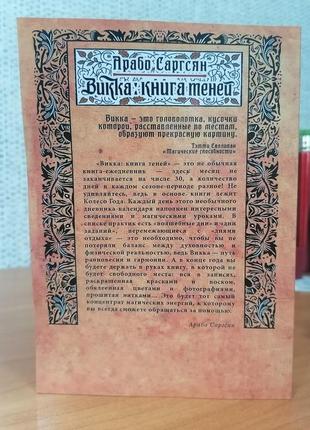 Арабо Саргсян
Викка: книга теней
Викка – это головоломка, кусочки
которой, расставленные по местам,
образуют прекрасную картину.
Тэмми Салливан
«Магические способности»
«Викка: книга теней» — это не обычная
книга-ежедневник — здесь месяц не
заканчивается числом 30, а количество
дней в каждом сезоне-периоде разное! Не
удивляйтесь, ведь в основе книги лежит
Колесо Года. Каждый день этого необычного
дневника-календаря наполнен интересными
сведениями и магическими уроками. В
списке практик есть «волшебные дни» и «дни
заданий», перемежающиеся с «днями
отдыха» — это необходимо, чтобы вы не
потеряли баланс между духовностью и
физической реальностью, ведь Викка — путь
равновесия и гармонии. А в конце года вы
будете держать в руках книгу, в которой не
будет свободного места: вся в записях,
раскрашенная красками и воском,
обклеенная цветами и фотографиями,
прошитая нитками... Это будет тот самый
концентрат магических энергий, к которому
вы всегда сможете обращаться за помощью.
Арабо Саргсян